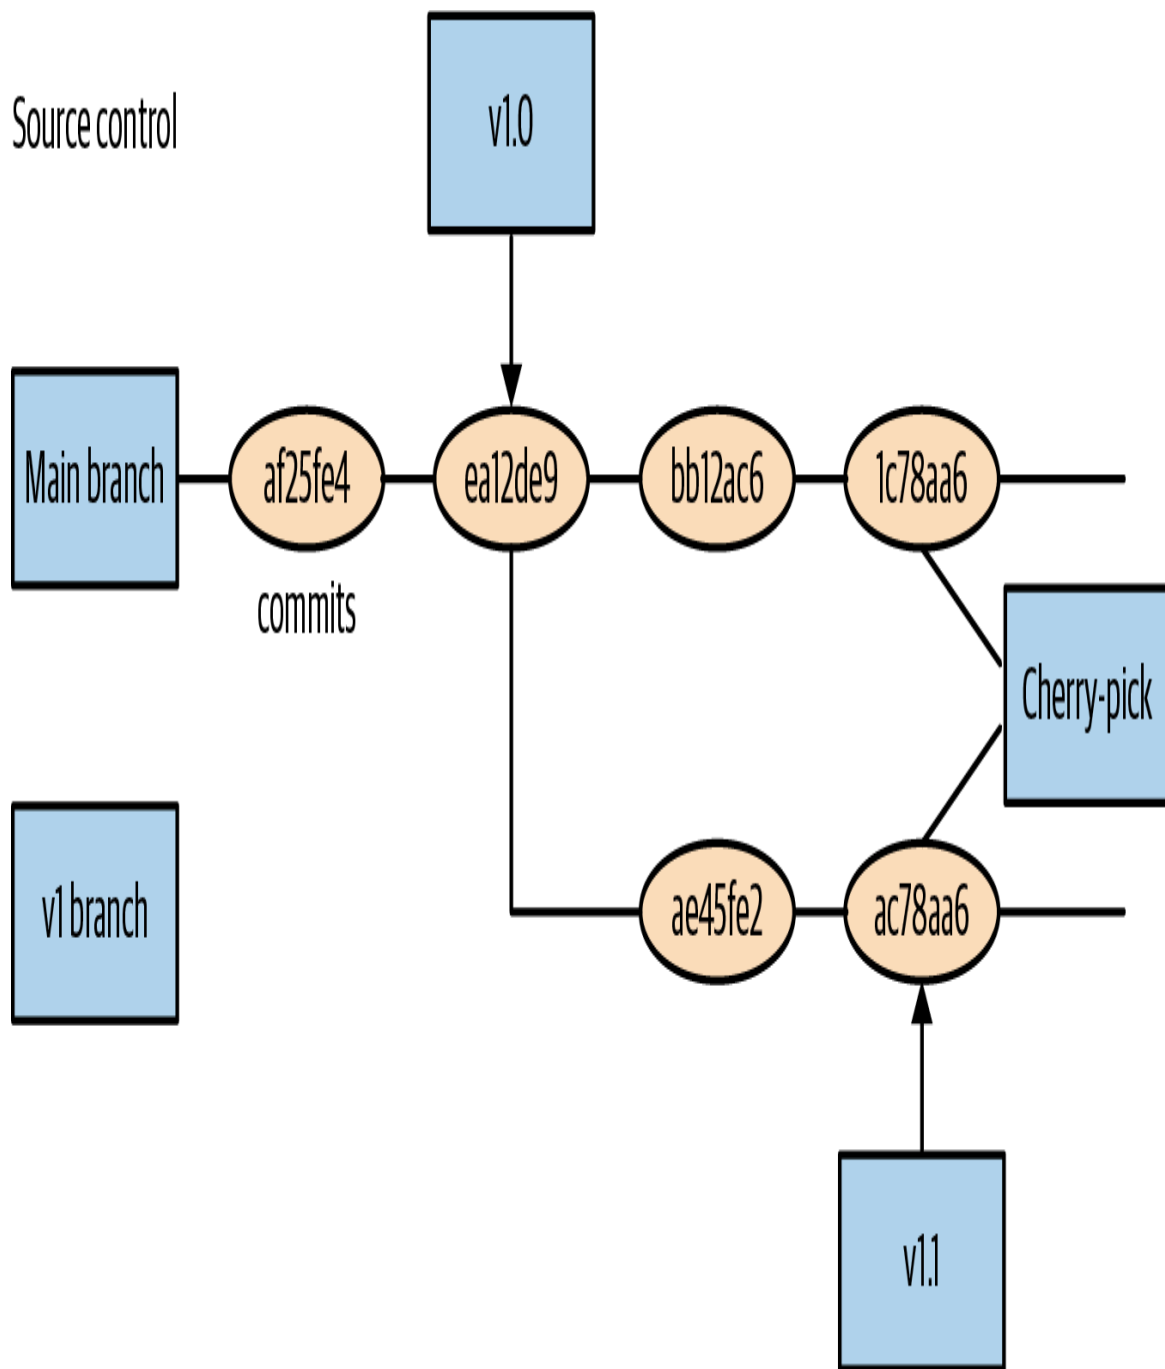 Source control
v1.0
Main branch
af25fe4
ea12de9
bb12ac6
1c78aa6
commits
Cherry-pick
v1 branch
ae45fe2
ac78aa6
v1.1